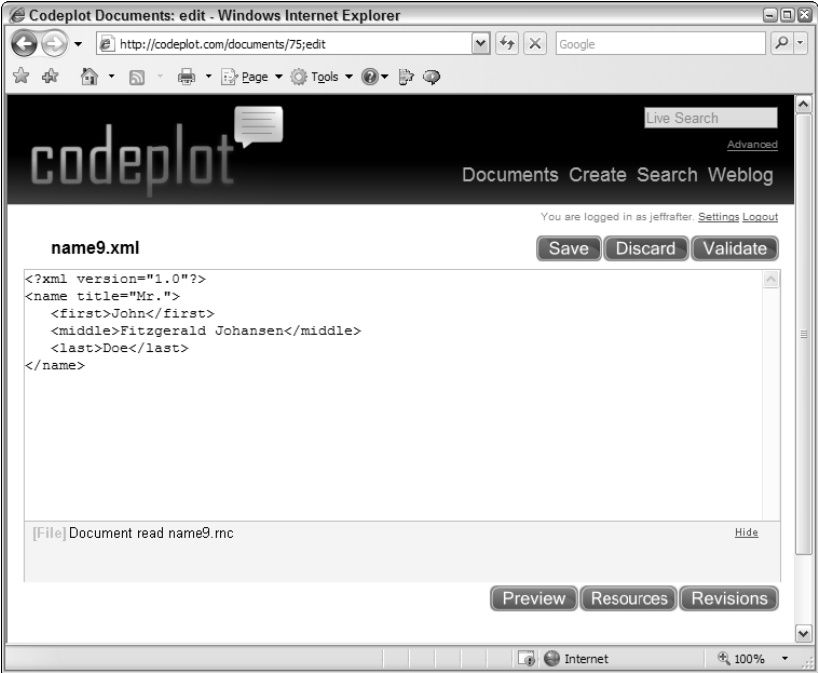 Codeplot Documents: edit - Windows Internet Explorer
http://codeplot.com/documents/75;edit
Google
Page Tools
codeplot
Live Search
Advanced
Documents Create Search Weblog
You are logged in as jeffrafter. Settings Logout
name9.xml
Save Discard Validate
<?xml version="1.0"?>
<name title="Mr.">
   <first>John</first>
   <middle>Fitzgerald Johansen</middle>
   <last>Doe</last>
</name>
[File] Document read name9.rnc
Hide
Preview Resources Revisions
Internet
100%